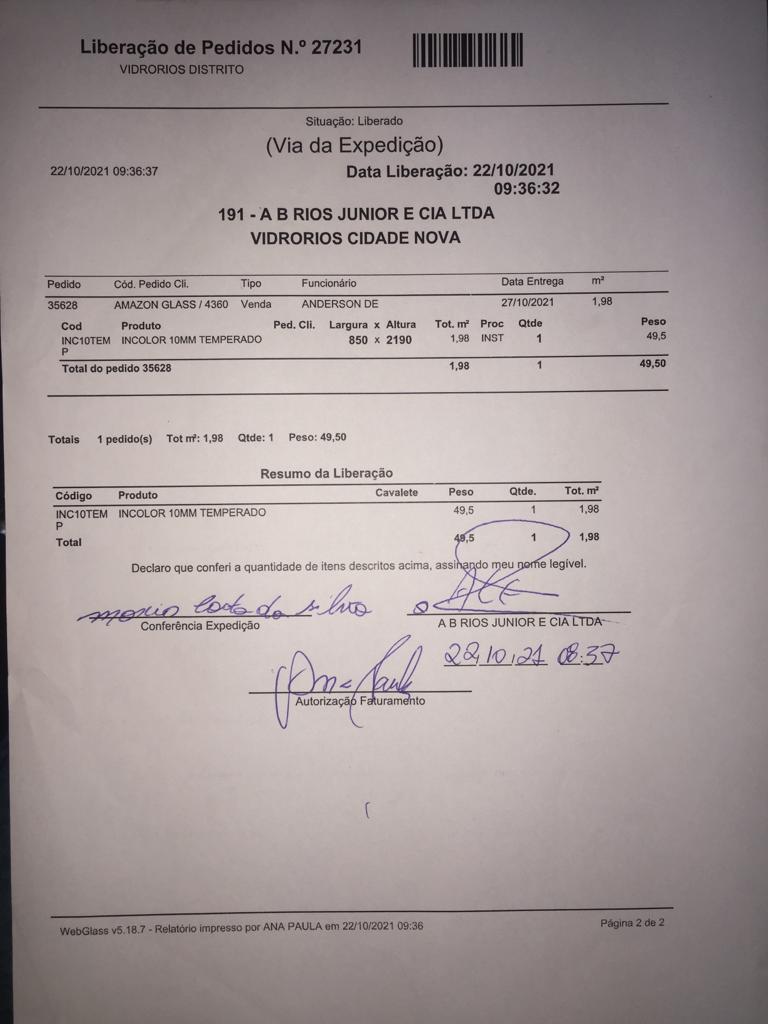 Liberação de Pedidos N.º 27231
VIDRORIOS DISTRITO
Situação: Liberado
(Via da Expedição)
22/10/2021 09:36:37
Data Liberação: 22/10/2021
09:36:32
191 - A B RIOS JUNIOR E CIA LTDA
VIDRORIOS CIDADE NOVA
Pedido Cód. Pedido Cli. Tipo Funcionário Data Entrega m²
35628 AMAZON GLASS / 4360 Venda ANDERSON DE 27/10/2021 1,98
Cod Produto Ped. Cli. Largura x Altura Tot. m² Proc Qtde Peso
INC10TEM INCOLOR 10MM TEMPERADO 850 x 2190 1,98 INST 1 49,5
P
Total do pedido 35628 1,98 1 49,50
Totais 1 pedido(s) Tot m²: 1,98 Qtde: 1 Peso: 49,50
Resumo da Liberação
Código Produto Cavalete Peso Qtde. Tot. m²
INC10TEM INCOLOR 10MM TEMPERADO 49,5 1 1,98
P
Total 49,5 1 1,98
Declaro que conferi a quantidade de itens descritos acima, assinando meu nome legível.
da silva
Conferência Expedição A B RIOS JUNIOR E CIA LTDA
22/10/21 08:37
Ana Paula
Autorização Faturamento
WebGlass v5.18.7 - Relatório impresso por ANA PAULA em 22/10/2021 09:36
Página 2 de 2